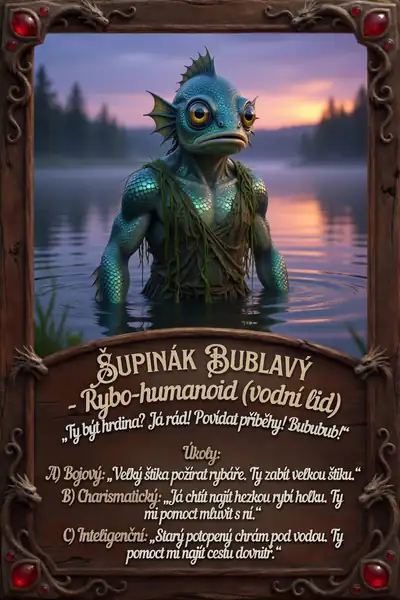 Šupinák Bublavý
- Rybo-humanoid (vodní lid)
„Ty být hrdina? Já rád! Povídat příběhy! Bububub!“
Úkoly:
A) Bojový: „Velký štika požírat rybáře. Ty zabít velkou štiku.“
B) Charismatický: „Já chtít najít hezkou rybí holku. Ty
mi pomoct mluvit s ní.“
C) Inteligenční: „Starý potopený chrám pod vodou. Ty
pomoct mi najít cestu dovnitř.“